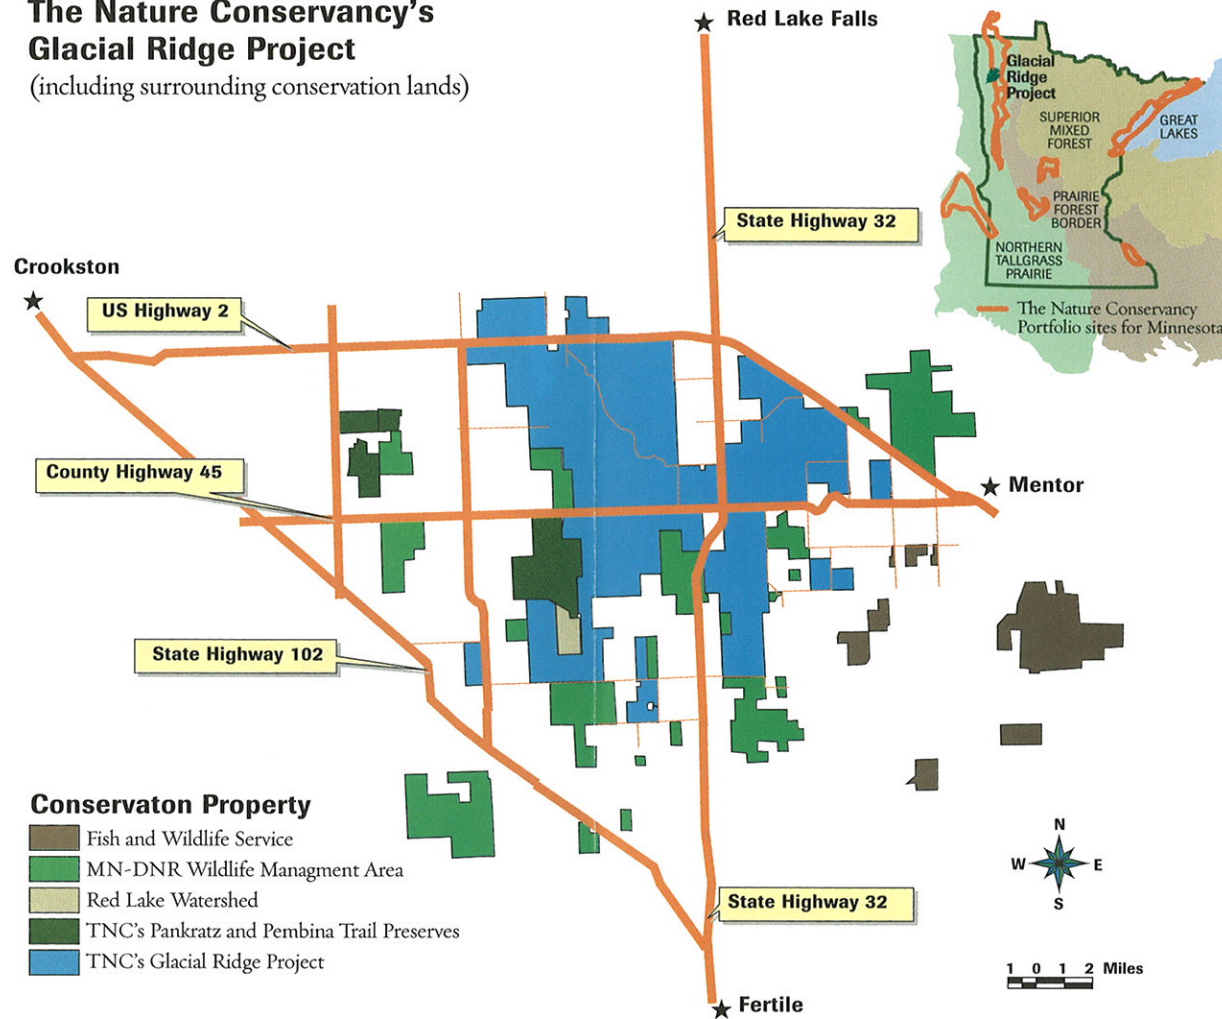 The Nature Conservancy's
Glacial Ridge Project
(including surrounding conservation lands)
Red Lake Falls
Glacial
Ridge
Project
SUPERIOR
MIXED
FOREST
GREAT
LAKES
PRAIRIE
FOREST
BORDER
NORTHERN
TALLGRASS
PRAIRIE
The Nature Conservancy
Portfolio sites for Minnesota
State Highway 32
Crookston
US Highway 2
County Highway 45
Mentor
State Highway 102
Conservaton Property
Fish and Wildlife Service
MN-DNR Wildlife Managment Area
Red Lake Watershed
TNC's Pankratz and Pembina Trail Preserves
TNC's Glacial Ridge Project
N
W E
S
State Highway 32
1 0 1 2 Miles
Fertile